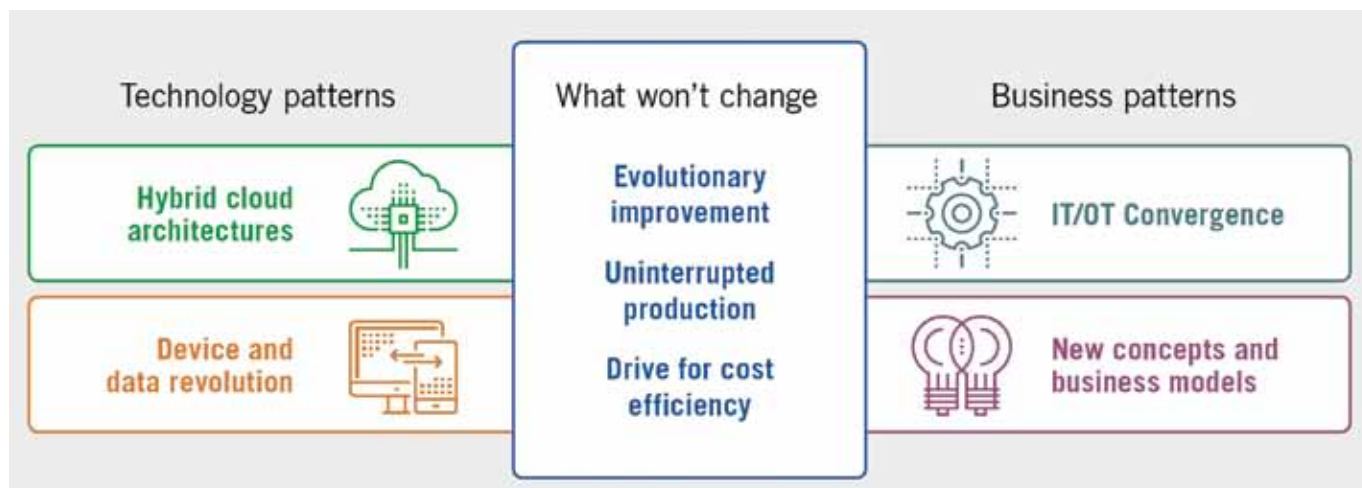 Technology patterns
Hybrid cloud
architectures
Device and
data revolution
What won't change
Evolutionary
improvement
Uninterrupted
production
Drive for cost
efficiency
Business patterns
IT/OT Convergence
New concepts and
business models